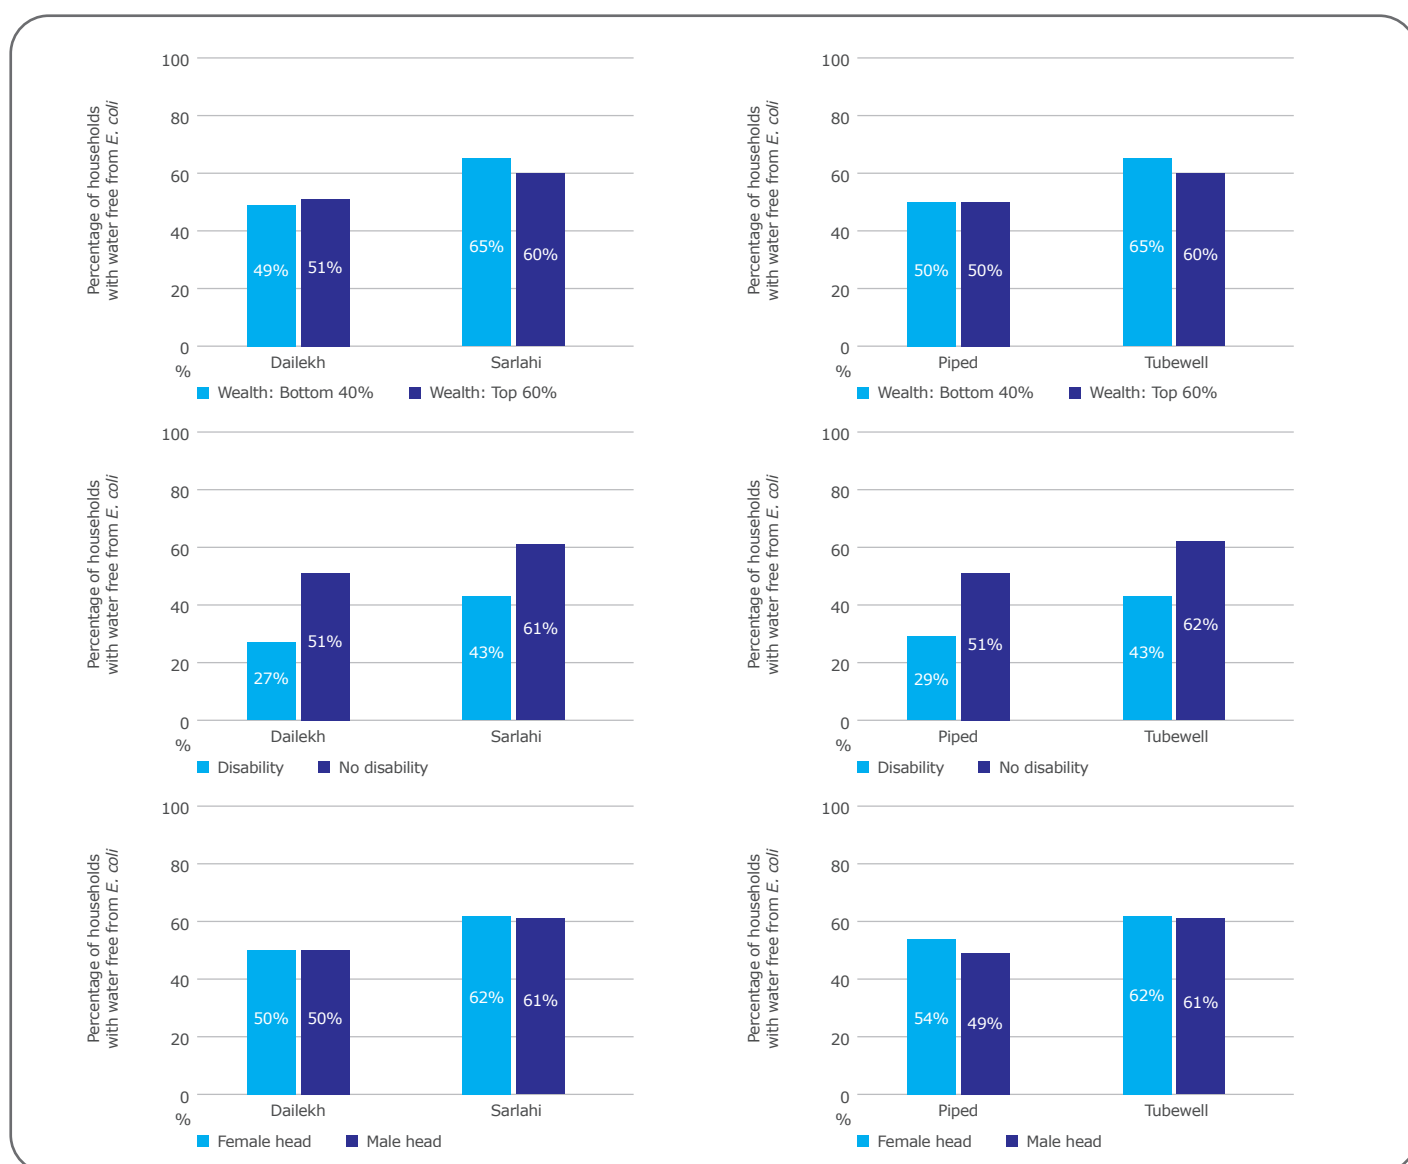 Percentage of households
with water free from E. coli
100
80
60
40
20
0
%
49%
51%
65%
60%
Dailekh
Sarlahi
Wealth: Bottom 40%
Wealth: Top 60%
Percentage of households
with water free from E. coli
100
80
60
40
20
0
%
50%
50%
65%
60%
Piped
Tubewell
Wealth: Bottom 40%
Wealth: Top 60%
Percentage of households
with water free from E. coli
100
80
60
40
20
0
%
27%
51%
43%
61%
Dailekh
Sarlahi
Disability
No disability
Percentage of households
with water free from E. coli
100
80
60
40
20
0
%
29%
51%
43%
62%
Piped
Tubewell
Disability
No disability
Percentage of households
with water free from E. coli
100
80
60
40
20
0
%
50%
50%
62%
61%
Dailekh
Sarlahi
Female head
Male head
Percentage of households
with water free from E. coli
100
80
60
40
20
0
%
54%
49%
62%
61%
Piped
Tubewell
Female head
Male head